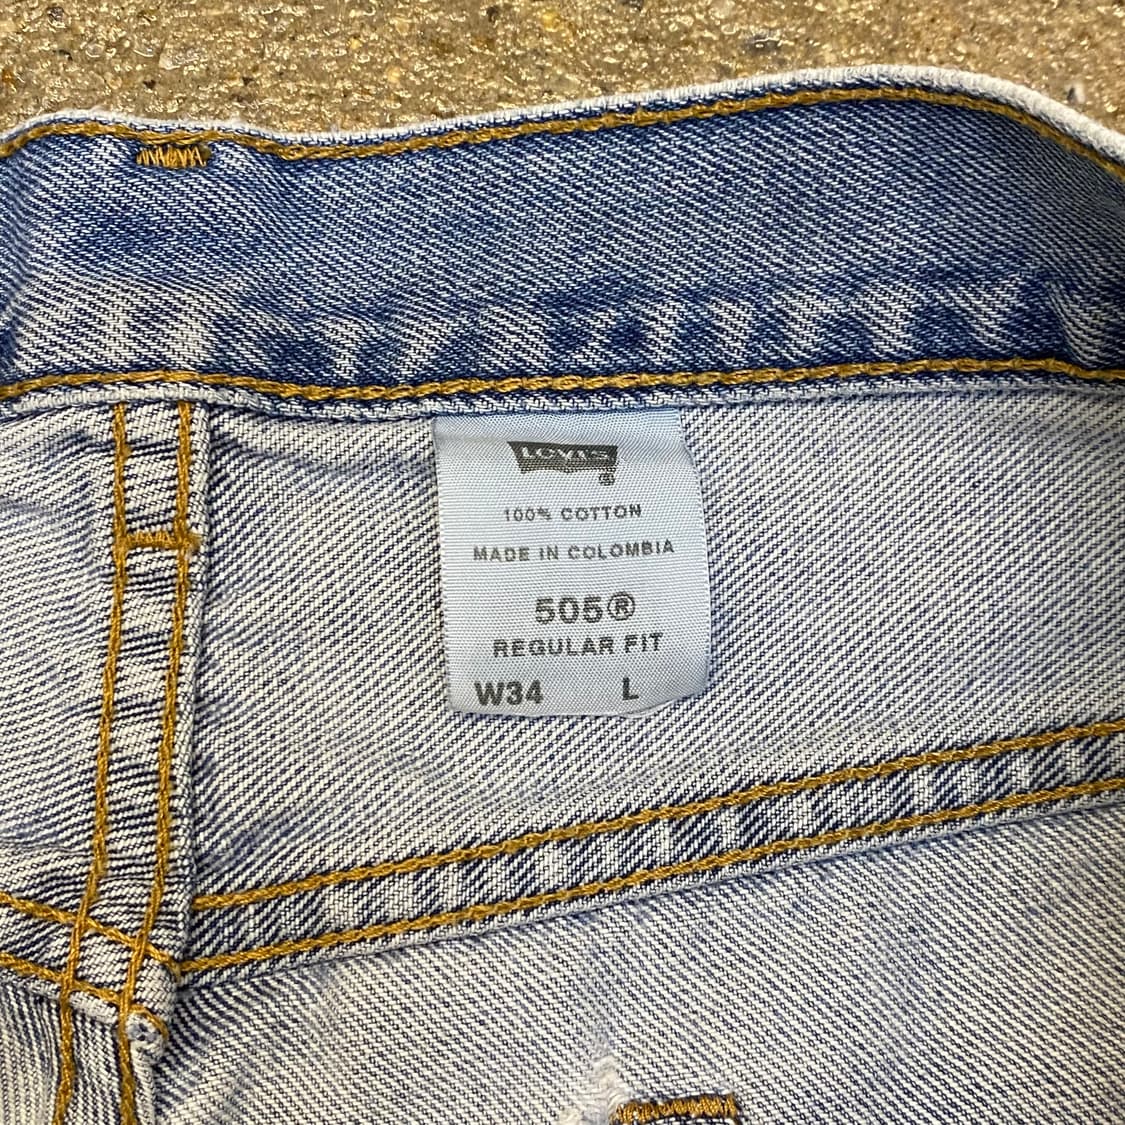 LEVI'S
®
100% COTTON
MADE IN COLOMBIA
505®
REGULAR FIT
W34 L